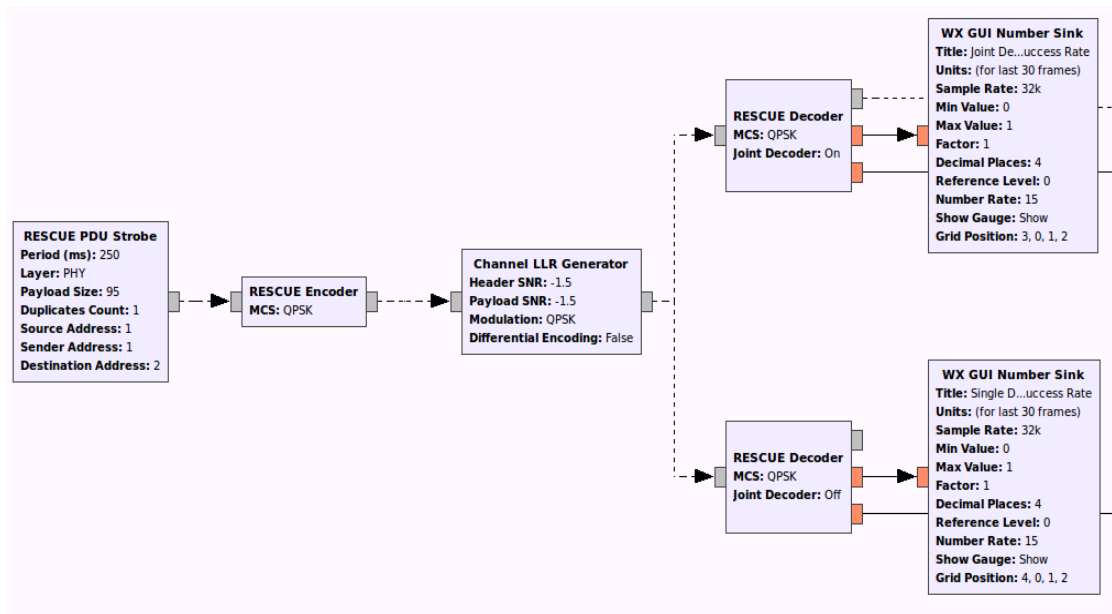 RESCUE PDU Strobe
Period (ms): 250
Layer: PHY
Payload Size: 95
Duplicates Count: 1
Source Address: 1
Sender Address: 1
Destination Address: 2
RESCUE Encoder
MCS: QPSK
Channel LLR Generator
Header SNR: -1.5
Payload SNR: -1.5
Modulation: QPSK
Differential Encoding: False
RESCUE Decoder
MCS: QPSK
Joint Decoder: On
WX GUI Number Sink
Title: Joint De...uccess Rate
Units: (for last 30 frames)
Sample Rate: 32k
Min Value: 0
Max Value: 1
Factor: 1
Decimal Places: 4
Reference Level: 0
Number Rate: 15
Show Gauge: Show
Grid Position: 3, 0, 1, 2
RESCUE Decoder
MCS: QPSK
Joint Decoder: Off
WX GUI Number Sink
Title: Single D...uccess Rate
Units: (for last 30 frames)
Sample Rate: 32k
Min Value: 0
Max Value: 1
Factor: 1
Decimal Places: 4
Reference Level: 0
Number Rate: 15
Show Gauge: Show
Grid Position: 4, 0, 1, 2